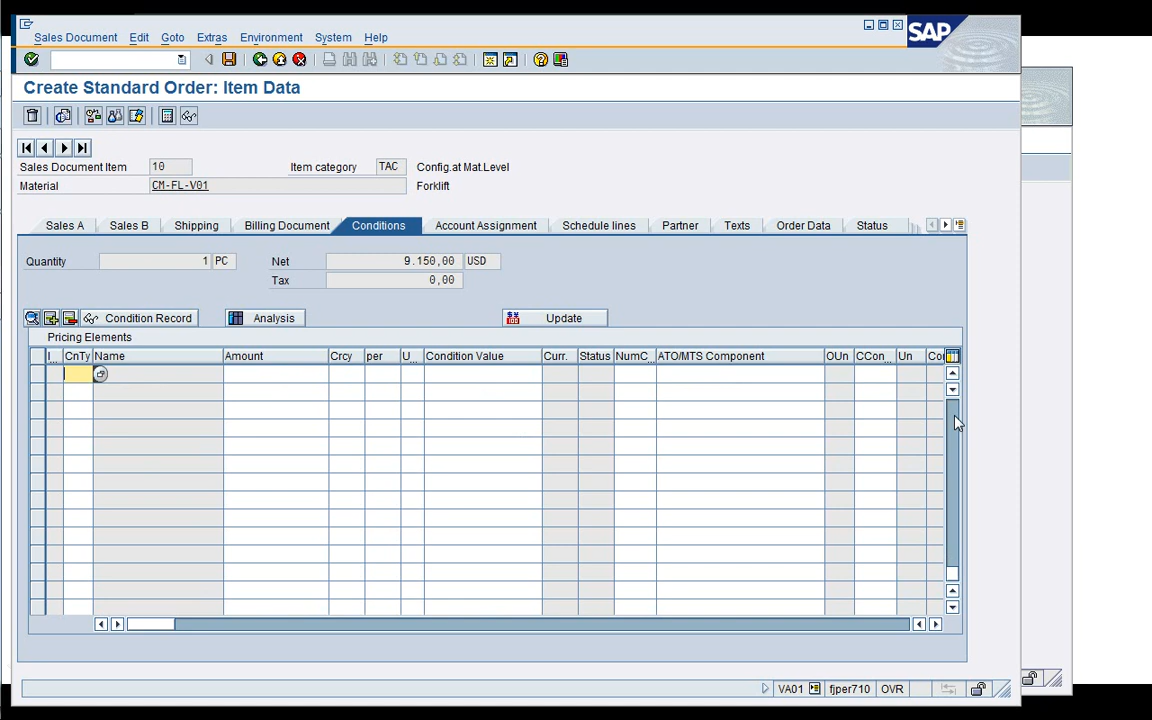 Sales Document Edit Goto Extras Environment System Help
SAP
Create Standard Order: Item Data
Sales Document Item 10 Item category TAC Config.at Mat.Level
Material CM-FL-V01 Forklift
Sales A Sales B Shipping Billing Document Conditions Account Assignment Schedule lines Partner Texts Order Data Status
Quantity 1 PC Net 9.150,00 USD
Tax 0,00
Condition Record Analysis Update
Pricing Elements
I... CnTy Name Amount Crcy per U... Condition Value Curr. Status NumC... ATO/MTS Component OUn CCon... Un Co
VA01 fjper710 OVR